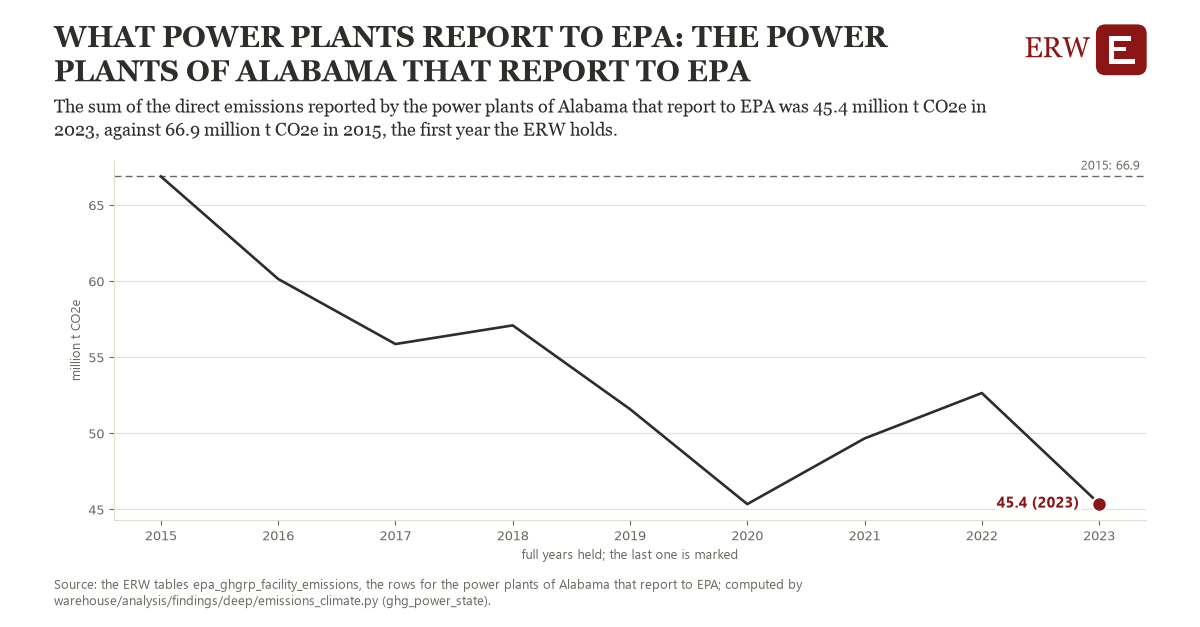 WHAT POWER PLANTS REPORT TO EPA: THE POWER
PLANTS OF ALABAMA THAT REPORT TO EPA
ERW E
The sum of the direct emissions reported by the power plants of Alabama that report to EPA was 45.4 million t CO2e in
2023, against 66.9 million t CO2e in 2015, the first year the ERW holds.
2015: 66.9
65
60
55
50
45
million t CO2e
45.4 (2023)
2015 2016 2017 2018 2019 2020 2021 2022 2023
full years held; the last one is marked
Source: the ERW tables epa_ghgrp_facility_emissions, the rows for the power plants of Alabama that report to EPA; computed by
warehouse/analysis/findings/deep/emissions_climate.py (ghg_power_state).